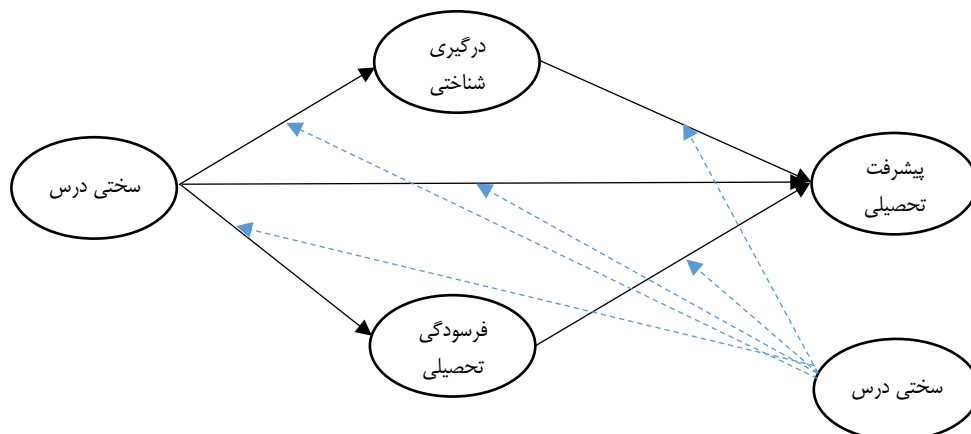 درگیری
شناختی
سختی درس
پیشرفت
تحصیلی
فرسودگی
تحصیلی
سختی درس